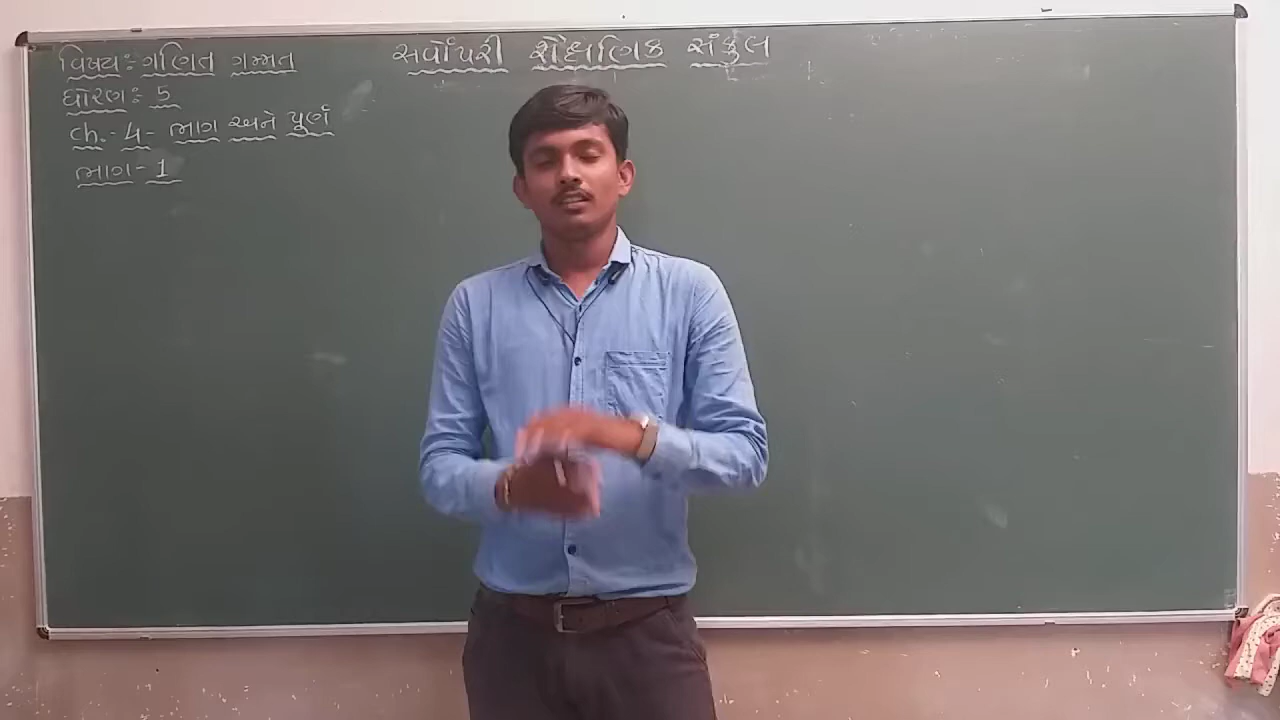 સર્વોપરી શૈક્ષણિક સંકુલ
વિષયઃ ગણિત ગમ્મત
ધોરણઃ 5
ch.- 4 - ભાગ અને પૂર્ણ
ભાગ - 1